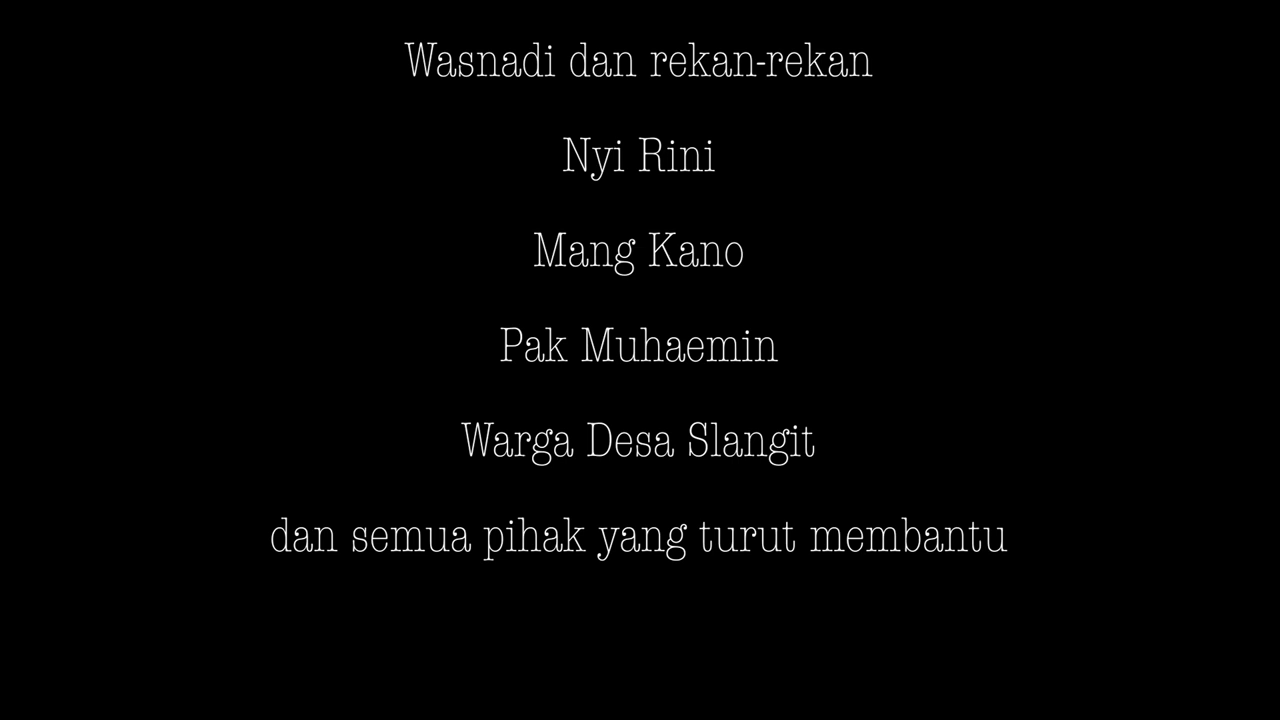 Wasnadi dan rekan-rekan
Nyi Rini
Mang Kano
Pak Muhaemin
Warga Desa Slangit
dan semua pihak yang turut membantu